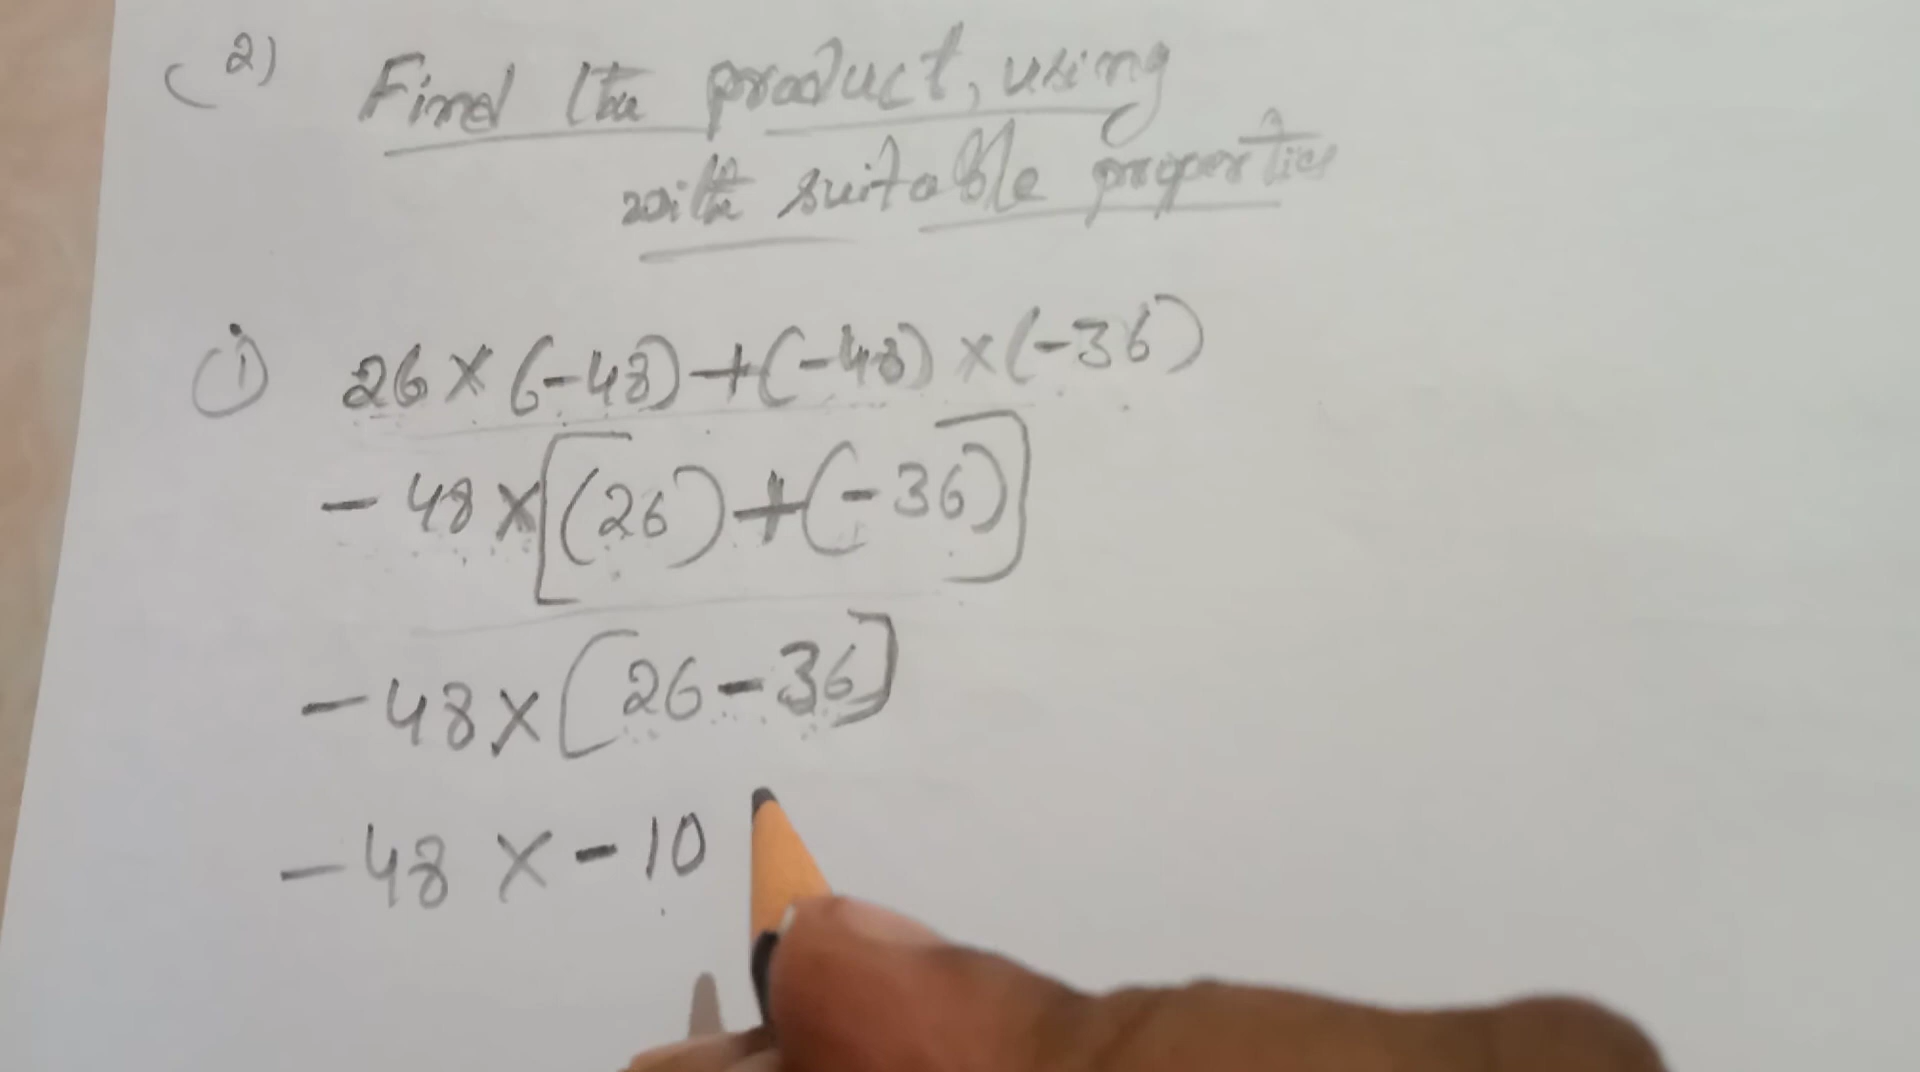 2) Find the product, using
with suitable properties
i) 26 × (-48) + (-48) × (-36)
- 48 × [(26) + (-36)]
- 48 × [26 - 36]
- 48 × - 10